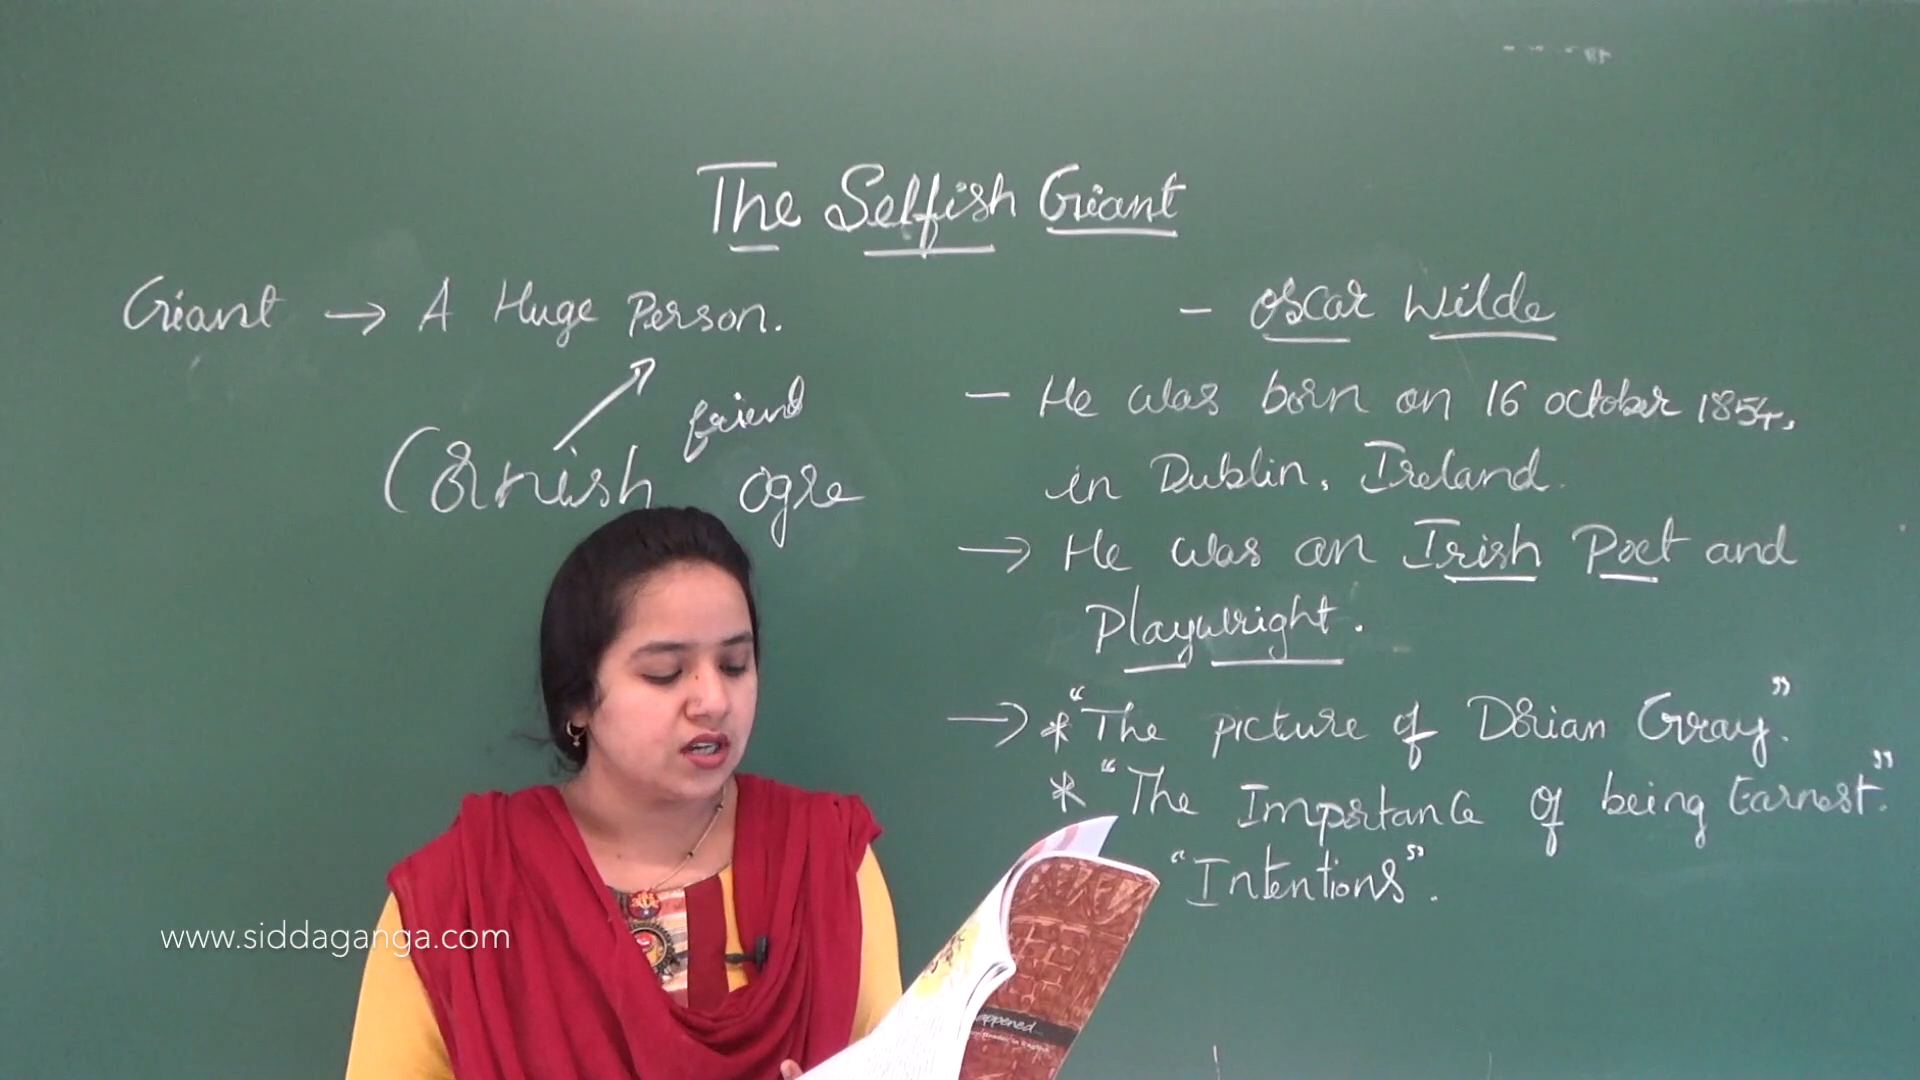 The Selfish Giant
Giant → A Huge Person.
friend
Cornish ogre
- Oscar Wilde
- He was born on 16 october 1854,
in Dublin, Ireland.
→ He was an Irish Poet and
Playwright.
→ * "The picture of Dorian Gray".
* "The Importance of being Earnest."
"Intentions".
www.siddaganga.com
appened...